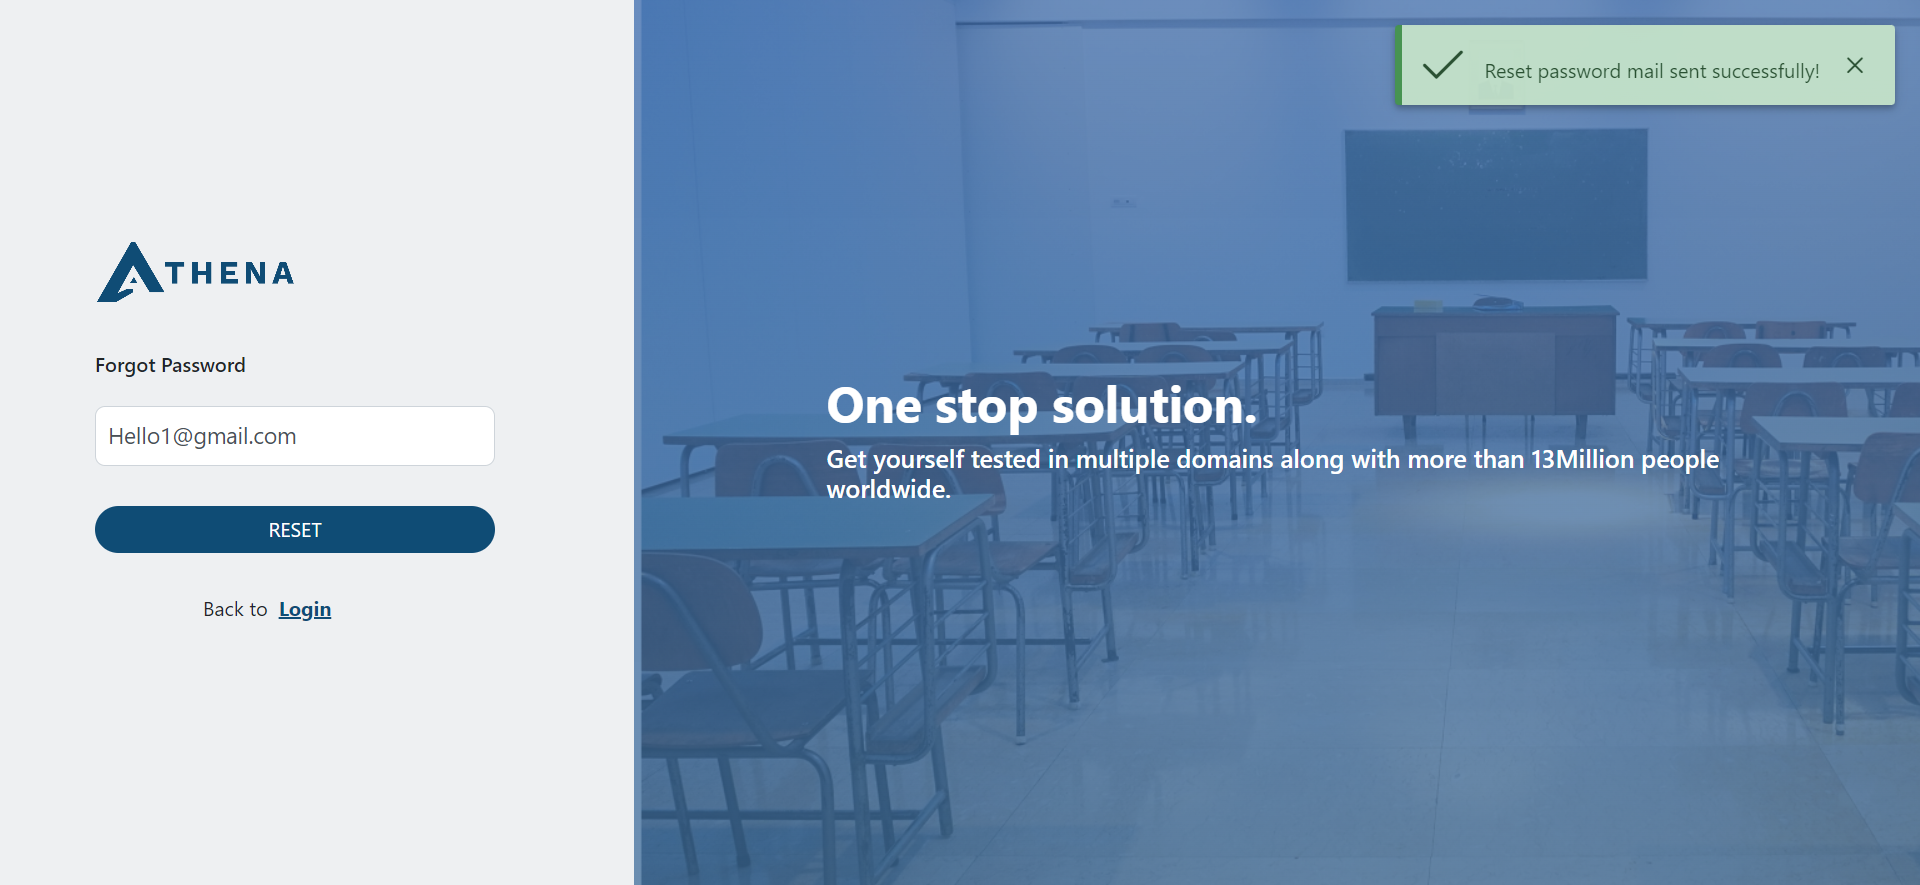 Reset password mail sent successfully!
ATHENA
Forgot Password
Hello1@gmail.com
RESET
Back to Login
One stop solution.
Get yourself tested in multiple domains along with more than 13Million people
worldwide.